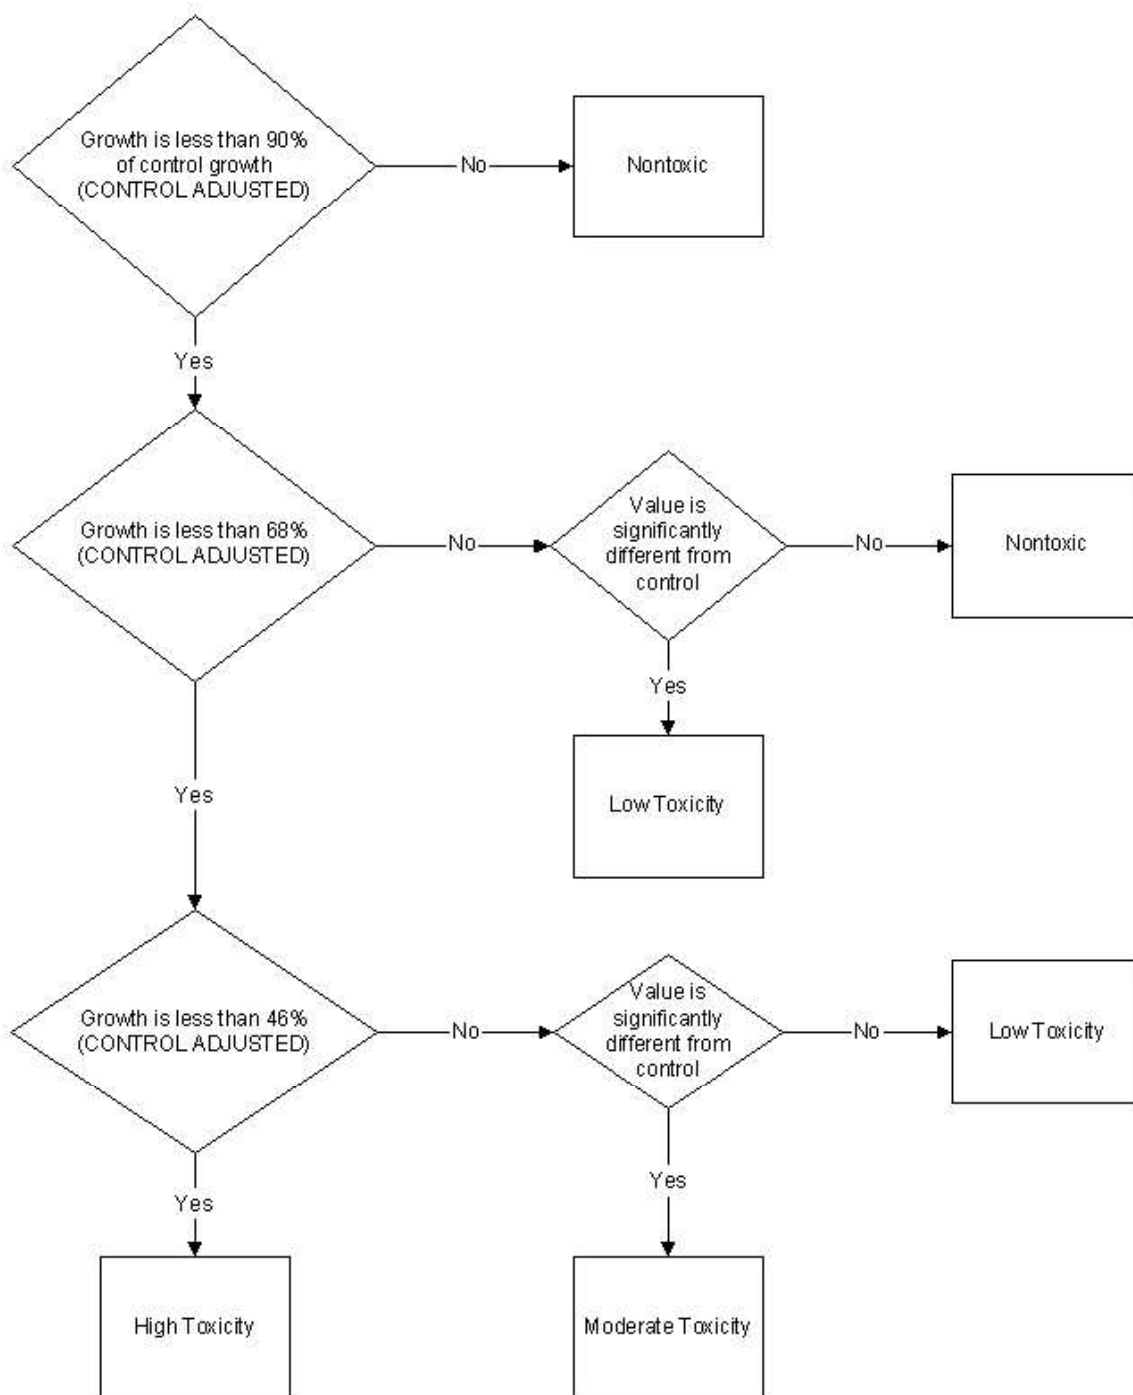 Growth is less than 90%
of control growth
(CONTROL ADJUSTED)
No
Nontoxic
Yes
Growth is less than 68%
(CONTROL ADJUSTED)
No
Value is
significantly
different from
control
No
Nontoxic
Yes
Low Toxicity
Yes
Growth is less than 46%
(CONTROL ADJUSTED)
No
Value is
significantly
different from
control
No
Low Toxicity
Yes
High Toxicity
Yes
Moderate Toxicity